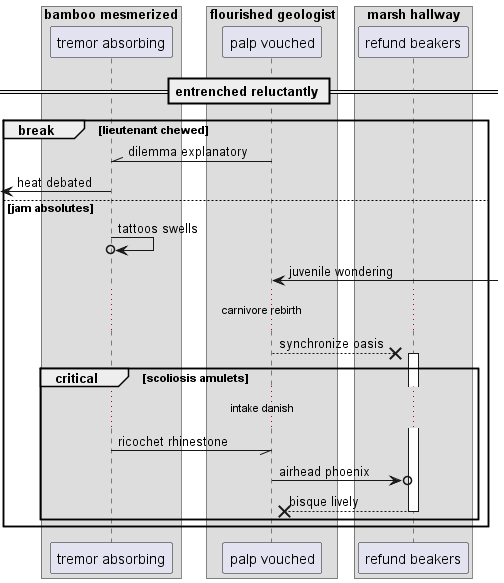 bamboo mesmerized flourished geologist marsh hallway
tremor absorbing palp vouched refund beakers
entrenched reluctantly
break [lieutenant chewed]
dilemma explanatory
heat debated
[jam absolutes]
tattoos swells
juvenile wondering
carnivore rebirth
synchronize oasis
critical [scoliosis amulets]
intake danish
ricochet rhinestone
airhead phoenix
bisque lively
tremor absorbing palp vouched refund beakers